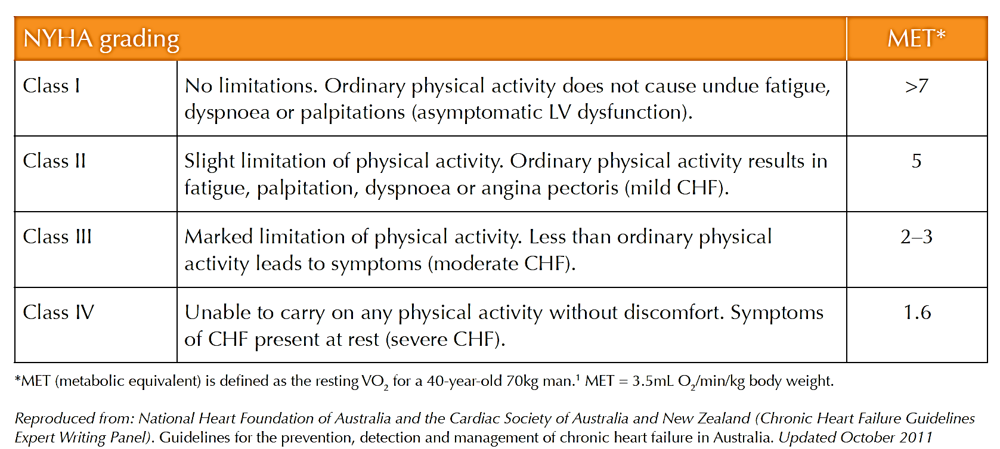 NYHA grading MET*
Class I No limitations. Ordinary physical activity does not cause undue fatigue, >7
dyspnoea or palpitations (asymptomatic LV dysfunction).
Class II Slight limitation of physical activity. Ordinary physical activity results in 5
fatigue, palpitation, dyspnoea or angina pectoris (mild CHF).
Class III Marked limitation of physical activity. Less than ordinary physical 2–3
activity leads to symptoms (moderate CHF).
Class IV Unable to carry on any physical activity without discomfort. Symptoms 1.6
of CHF present at rest (severe CHF).
*MET (metabolic equivalent) is defined as the resting VO₂ for a 40-year-old 70kg man.¹ MET = 3.5mL O₂/min/kg body weight.
Reproduced from: National Heart Foundation of Australia and the Cardiac Society of Australia and New Zealand (Chronic Heart Failure Guidelines
Expert Writing Panel). Guidelines for the prevention, detection and management of chronic heart failure in Australia. Updated October 2011